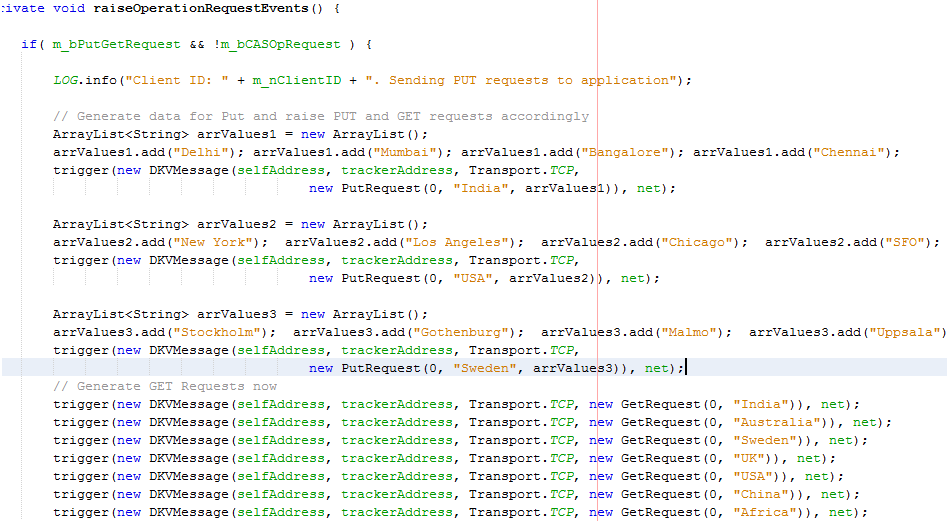 rivate void raiseOperationRequestEvents() {
if( m_bPutGetRequest && !m_bCASOpRequest ) {
LOG.info("Client ID: " + m_nClientID + ". Sending PUT requests to application");
// Generate data for Put and raise PUT and GET requests accordingly
ArrayList<String> arrValues1 = new ArrayList();
arrValues1.add("Delhi"); arrValues1.add("Mumbai"); arrValues1.add("Bangalore"); arrValues1.add("Chennai");
trigger(new DKVMessage(selfAddress, trackerAddress, Transport.TCP,
new PutRequest(0, "India", arrValues1)), net);
ArrayList<String> arrValues2 = new ArrayList();
arrValues2.add("New York");  arrValues2.add("Los Angeles");  arrValues2.add("Chicago");  arrValues2.add("SFO");
trigger(new DKVMessage(selfAddress, trackerAddress, Transport.TCP,
new PutRequest(0, "USA", arrValues2)), net);
ArrayList<String> arrValues3 = new ArrayList();
arrValues3.add("Stockholm");  arrValues3.add("Gothenburg");  arrValues3.add("Malmo");  arrValues3.add("Uppsala")
trigger(new DKVMessage(selfAddress, trackerAddress, Transport.TCP,
new PutRequest(0, "Sweden", arrValues3)), net);
// Generate GET Requests now
trigger(new DKVMessage(selfAddress, trackerAddress, Transport.TCP, new GetRequest(0, "India")), net);
trigger(new DKVMessage(selfAddress, trackerAddress, Transport.TCP, new GetRequest(0, "Australia")), net);
trigger(new DKVMessage(selfAddress, trackerAddress, Transport.TCP, new GetRequest(0, "Sweden")), net);
trigger(new DKVMessage(selfAddress, trackerAddress, Transport.TCP, new GetRequest(0, "UK")), net);
trigger(new DKVMessage(selfAddress, trackerAddress, Transport.TCP, new GetRequest(0, "USA")), net);
trigger(new DKVMessage(selfAddress, trackerAddress, Transport.TCP, new GetRequest(0, "China")), net);
trigger(new DKVMessage(selfAddress, trackerAddress, Transport.TCP, new GetRequest(0, "Africa")), net);